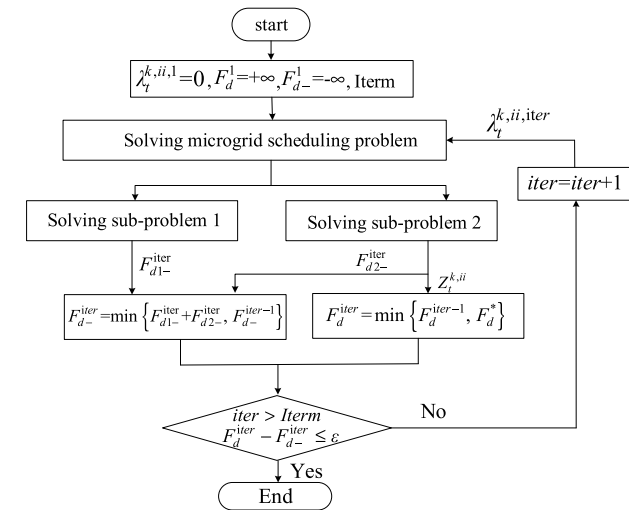 start
λ_t^{k,ii,1}=0, F_d^1=+∞, F_{d-}^1=-∞, Iterm
Solving microgrid scheduling problem
λ_t^{k,ii,iter}
iter=iter+1
Solving sub-problem 1
Solving sub-problem 2
F_{d1-}^{iter}
F_{d2-}^{iter}
Z_t^{k,ii}
F_{d-}^{iter}=min {F_{d1-}^{iter}+F_{d2-}^{iter}, F_{d-}^{iter-1}}
F_d^{iter}=min {F_d^{iter-1}, F_d^*}
iter > Iterm
F_d^{iter} - F_{d-}^{iter} ≤ ε
No
Yes
End